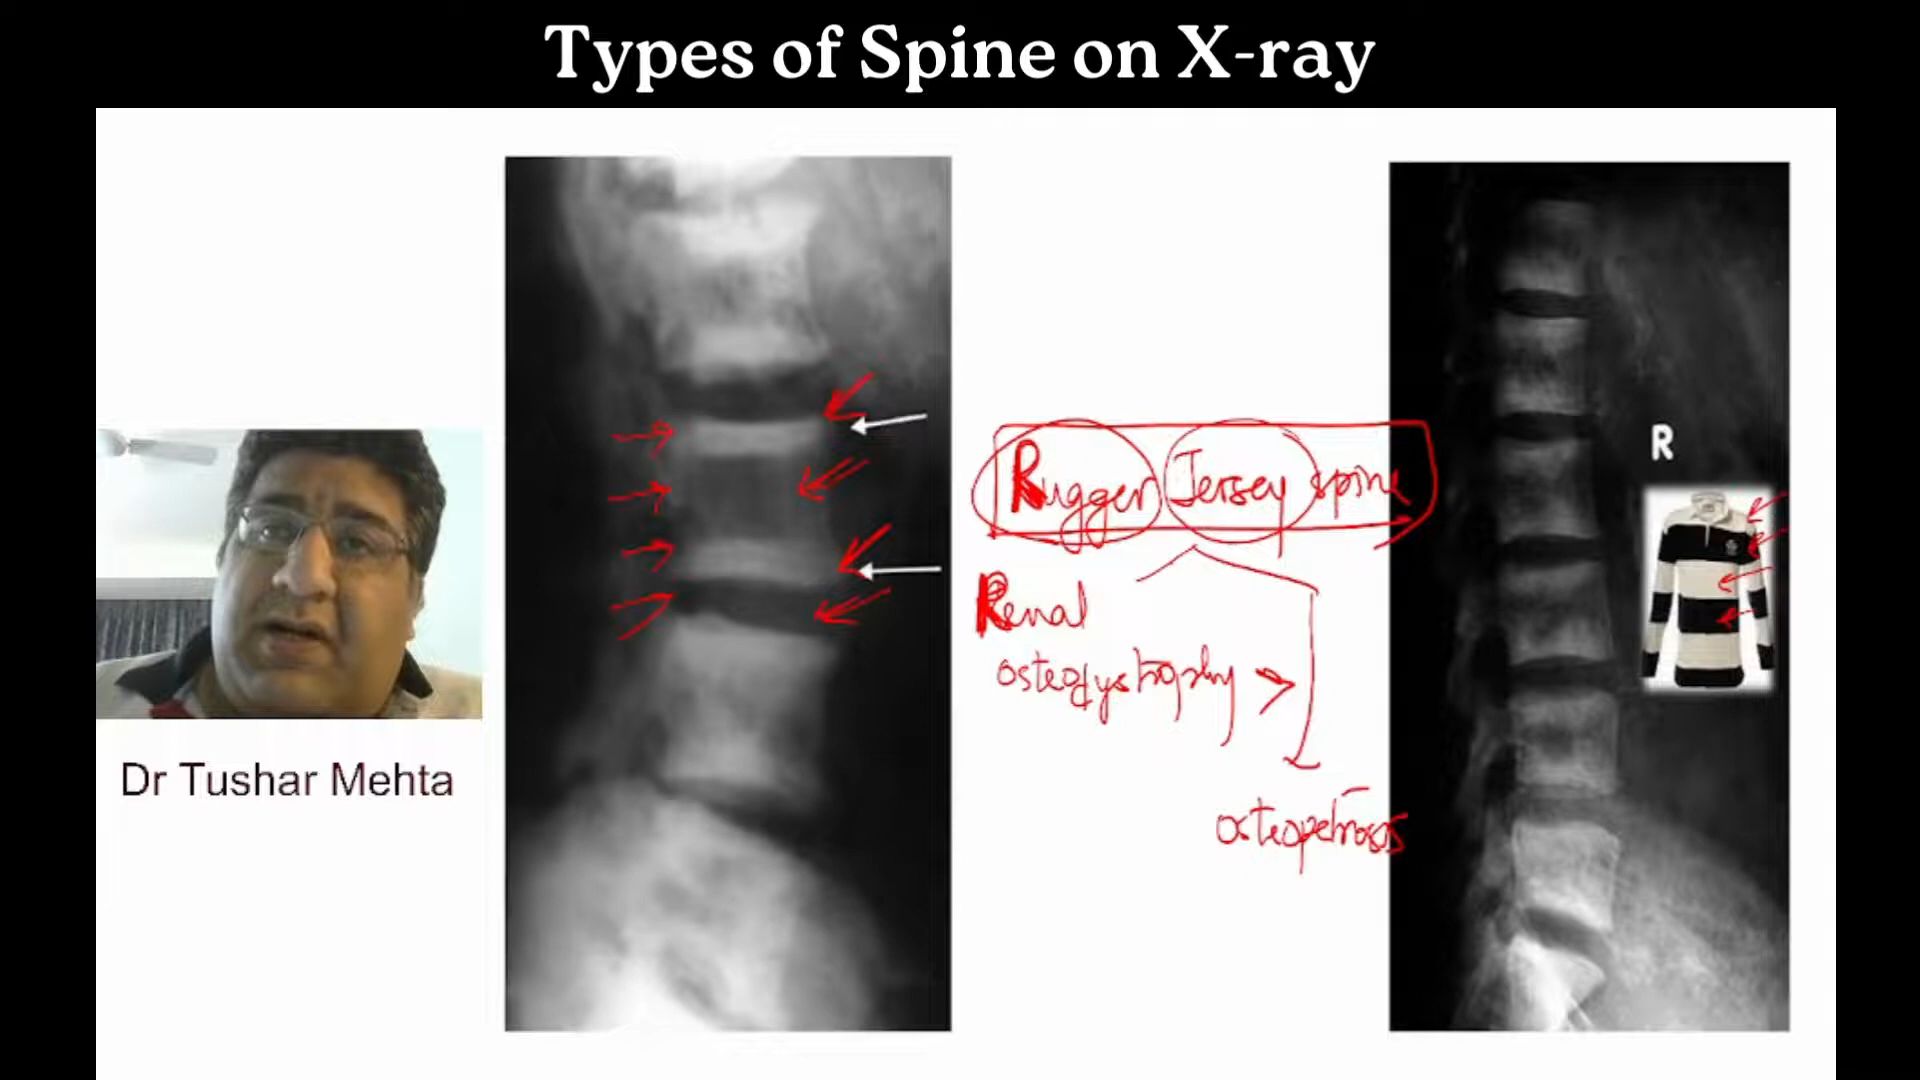 Types of Spine on X-ray
Rugger Jersey spine
R
Renal
osteodystrophy >
osteopetrosis
Dr Tushar Mehta